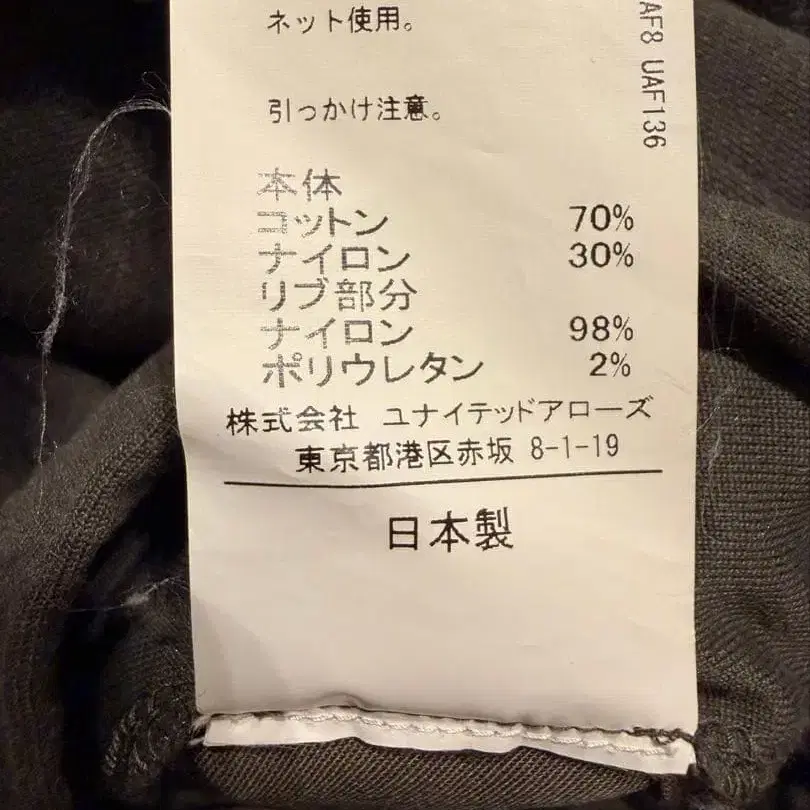 ネット使用。
引っかけ注意。
本体
コットン 70%
ナイロン 30%
リブ部分
ナイロン 98%
ポリウレタン 2%
株式会社 ユナイテッドアローズ
東京都港区赤坂 8-1-19
日本製
AF8 UAF136